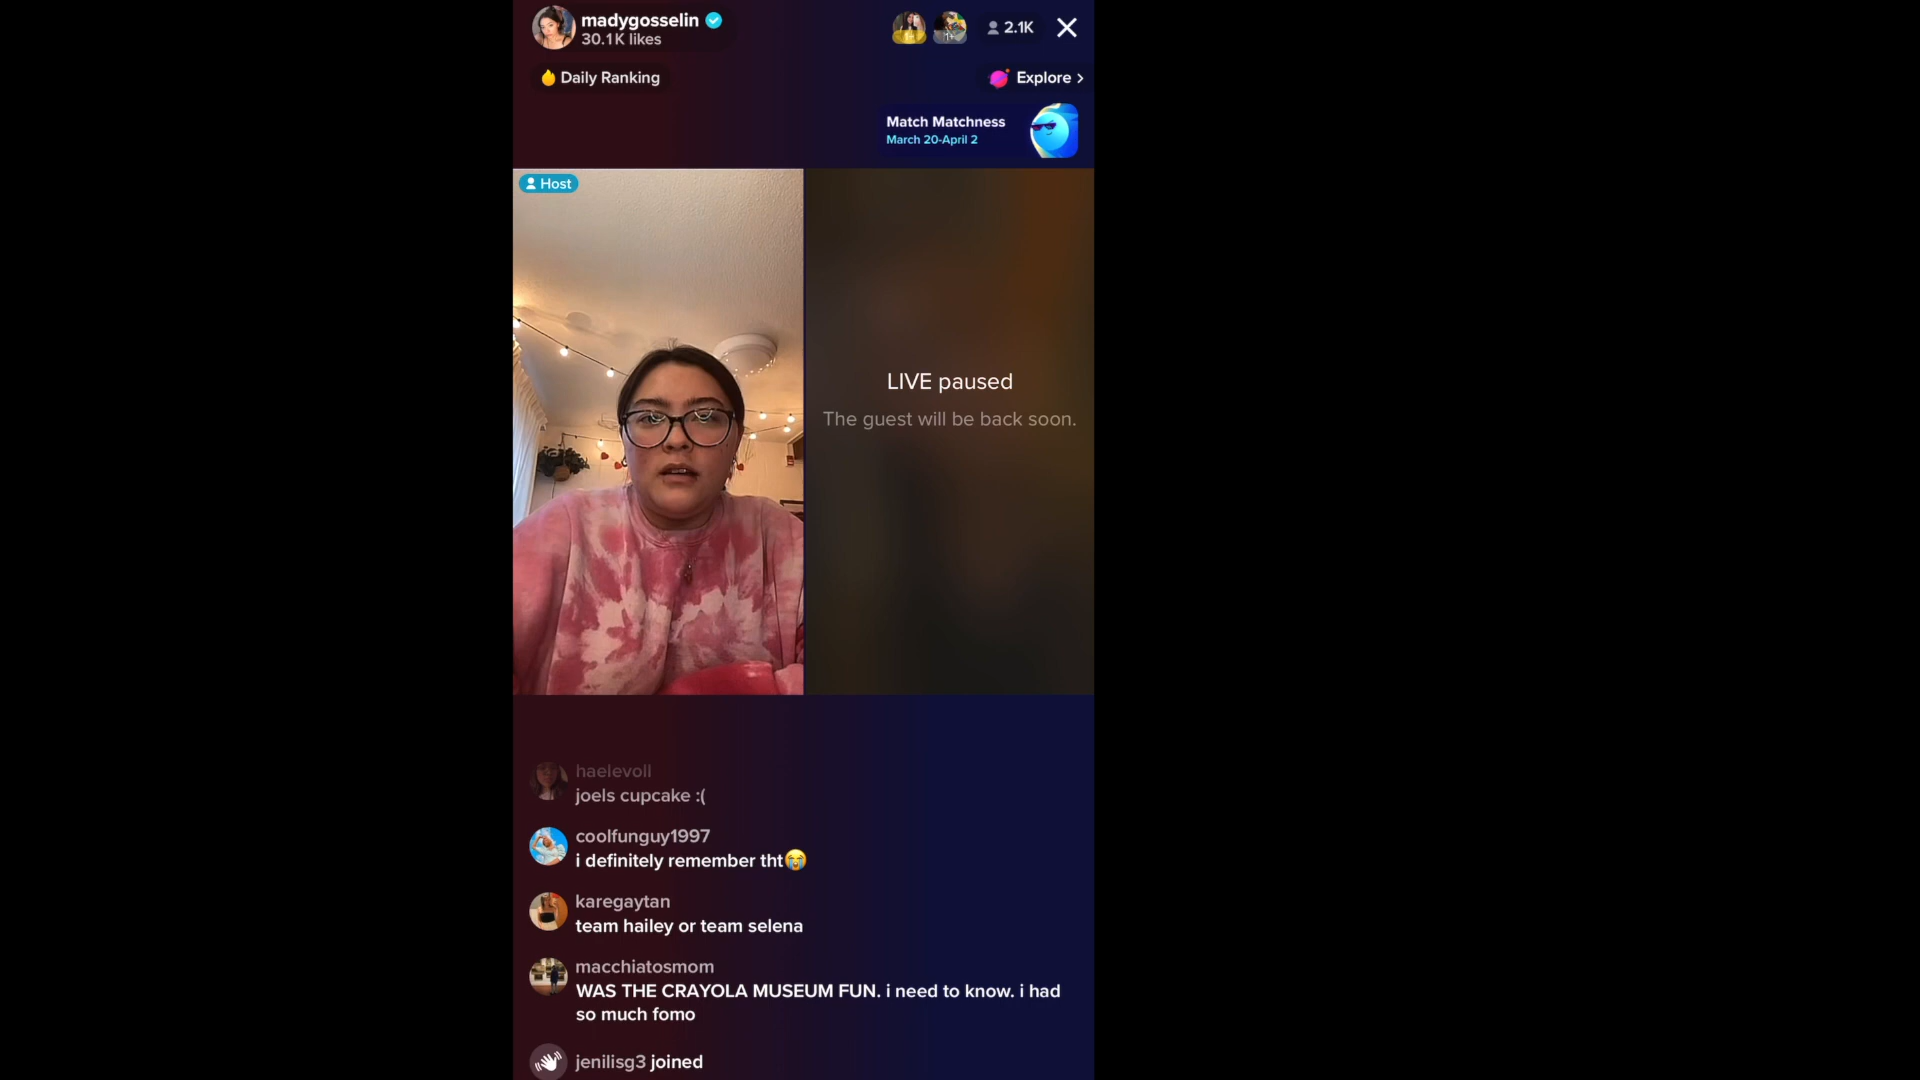 madygosselin
30.1K likes
2.1K
Daily Ranking
Explore >
Match Matchness
March 20-April 2
Host
LIVE paused
The guest will be back soon.
haelevoll
joels cupcake :(
coolfunguy1997
i definitely remember tht😭
karegaytan
team hailey or team selena
macchiatosmom
WAS THE CRAYOLA MUSEUM FUN. i need to know. i had
so much fomo
jenilisg3 joined